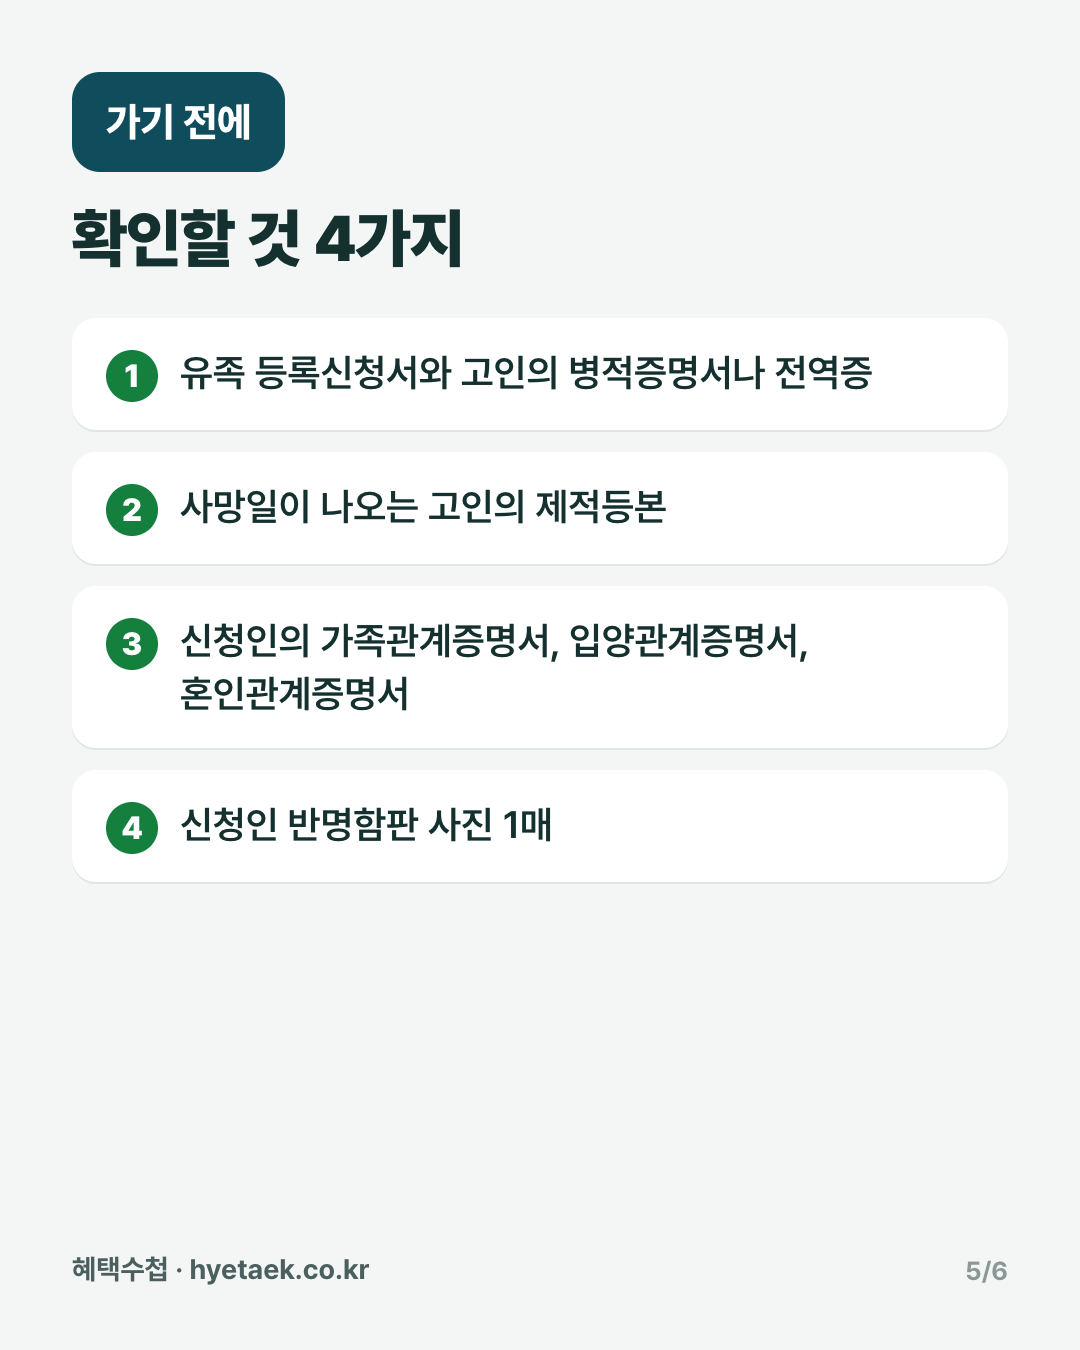 가기 전에
확인할 것 4가지
1 유족 등록신청서와 고인의 병적증명서나 전역증
2 사망일이 나오는 고인의 제적등본
3 신청인의 가족관계증명서, 입양관계증명서,
혼인관계증명서
4 신청인 반명함판 사진 1매
혜택수첩 · hyetaek.co.kr
5/6